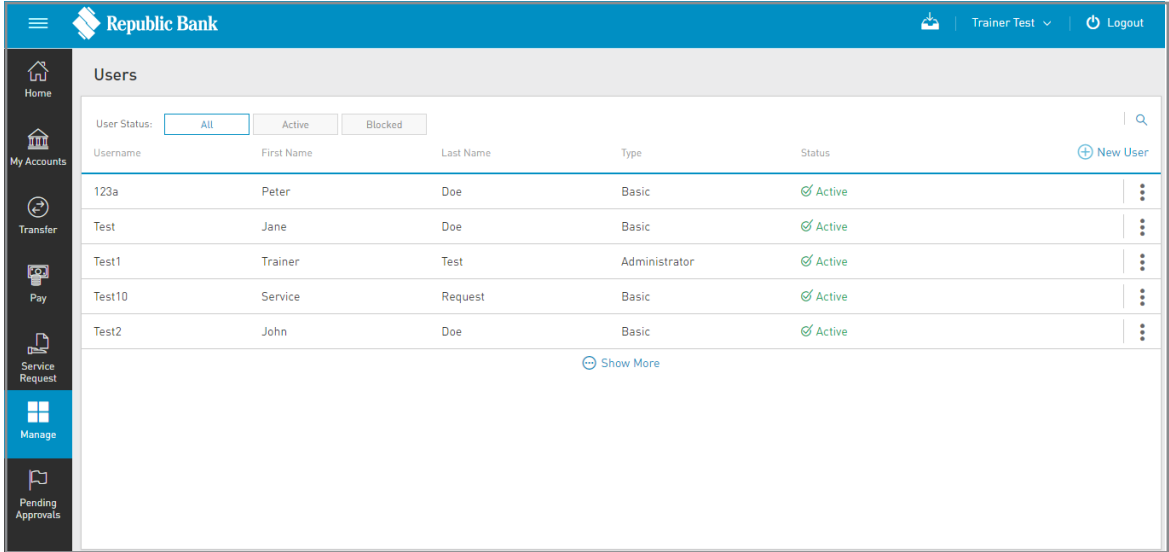 Republic Bank
Trainer Test
Logout
Home
My Accounts
Transfer
Pay
Service
Request
Manage
Pending
Approvals
Users
User Status: All Active Blocked
Username First Name Last Name Type Status New User
123a Peter Doe Basic Active
Test Jane Doe Basic Active
Test1 Trainer Test Administrator Active
Test10 Service Request Basic Active
Test2 John Doe Basic Active
Show More